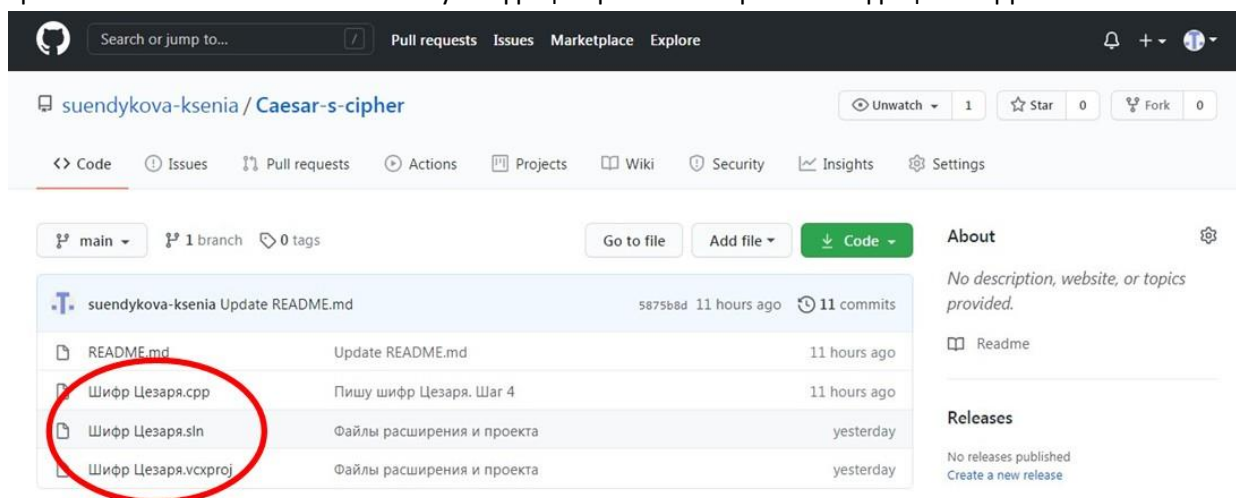 Search or jump to... / Pull requests Issues Marketplace Explore
suendykova-ksenia / Caesar-s-cipher Unwatch 1 Star 0 Fork 0
<> Code Issues Pull requests Actions Projects Wiki Security Insights Settings
main 1 branch 0 tags Go to file Add file Code About
No description, website, or topics provided.
suendykova-ksenia Update README.md 5875b8d 11 hours ago 11 commits
README.md Update README.md 11 hours ago Readme
Шифр Цезаря.cpp Пишу шифр Цезаря. Шаг 4 11 hours ago
Шифр Цезаря.sln Файлы расширения и проекта yesterday Releases
Шифр Цезаря.vcxproj Файлы расширения и проекта yesterday No releases published
Create a new release